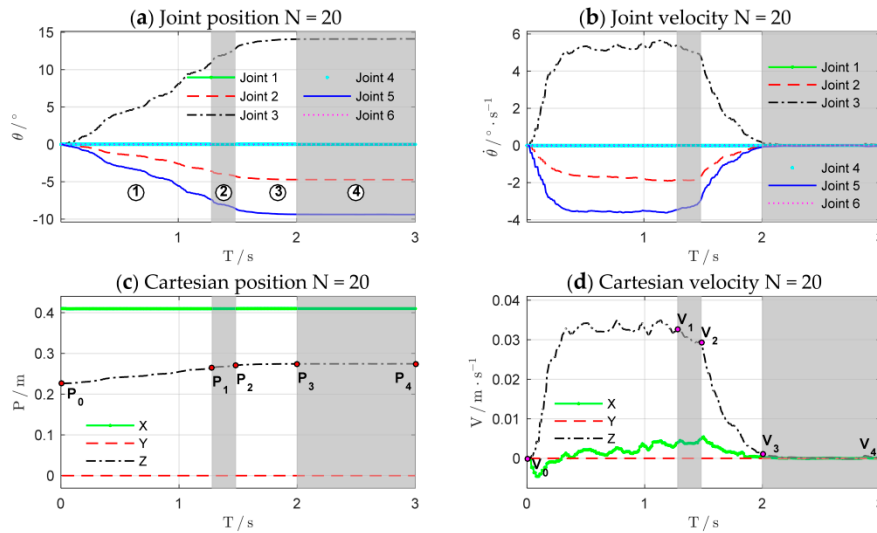 (a) Joint position N = 20
15
10
5
0
-5
-10
θ / °
Joint 1
Joint 2
Joint 3
Joint 4
Joint 5
Joint 6
1
2
3
4
0
1
2
3
T / s
(b) Joint velocity N = 20
6
4
2
0
-2
-4
θ̇ / ° · s⁻¹
Joint 1
Joint 2
Joint 3
Joint 4
Joint 5
Joint 6
0
1
2
3
T / s
(c) Cartesian position N = 20
0.4
0.3
0.2
0.1
0
P / m
P₀
P₁
P₂
P₃
P₄
X
Y
Z
0
1
2
3
T / s
(d) Cartesian velocity N = 20
0.04
0.03
0.02
0.01
0
V / m · s⁻¹
V₀
V₁
V₂
V₃
V₄
X
Y
Z
0
1
2
3
T / s